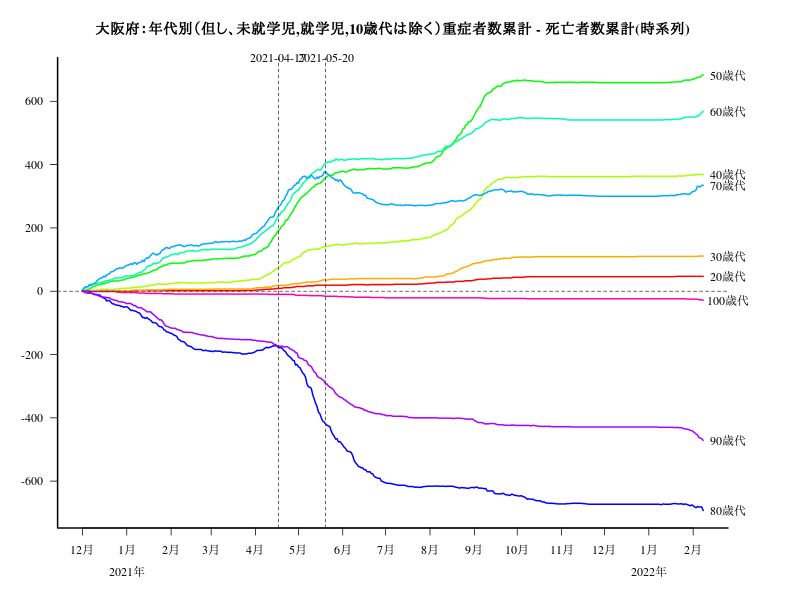 大阪府：年代別（但し、未就学児,就学児,10歳代は除く）重症者数累計 - 死亡者数累計(時系列)
2021-04-17 2021-05-20
50歳代
600
60歳代
400
40歳代
70歳代
200
30歳代
20歳代
0
100歳代
-200
-400
90歳代
-600
80歳代
12月 1月 2月 3月 4月 5月 6月 7月 8月 9月 10月 11月 12月 1月 2月
2021年 2022年